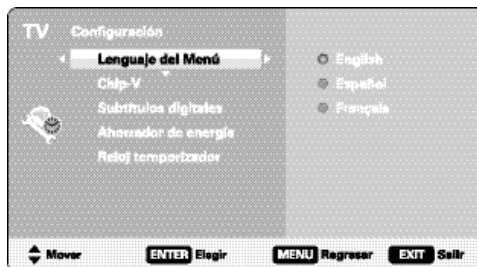 TV Configuración
Lenguaje del Menú
English
Chip-V
Español
Subtítulos digitales
Français
Ahorrador de energía
Reloj temporizador
Mover ENTER Elegir MENU Regresar EXIT Salir